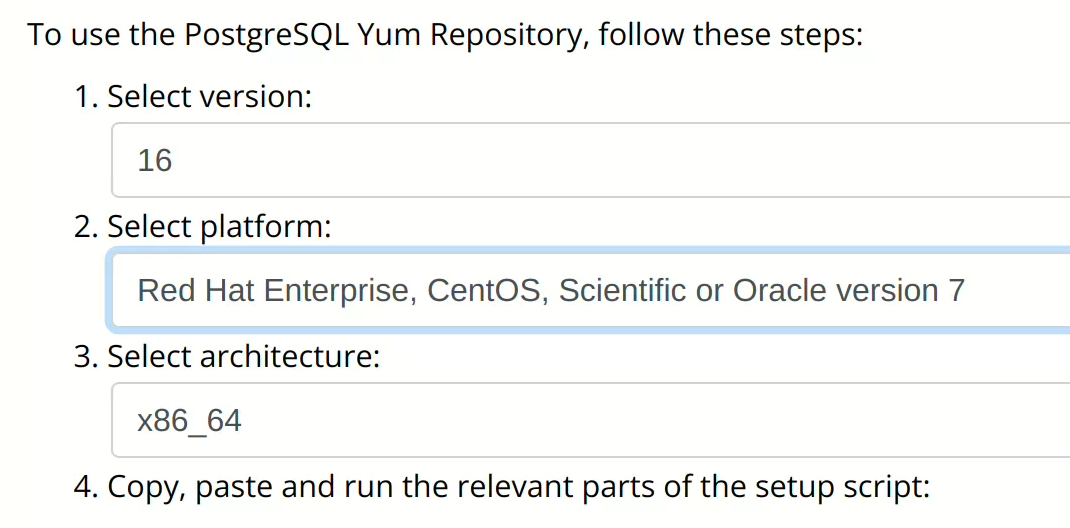 To use the PostgreSQL Yum Repository, follow these steps:
1. Select version:
16
2. Select platform:
Red Hat Enterprise, CentOS, Scientific or Oracle version 7
3. Select architecture:
x86_64
4. Copy, paste and run the relevant parts of the setup script: